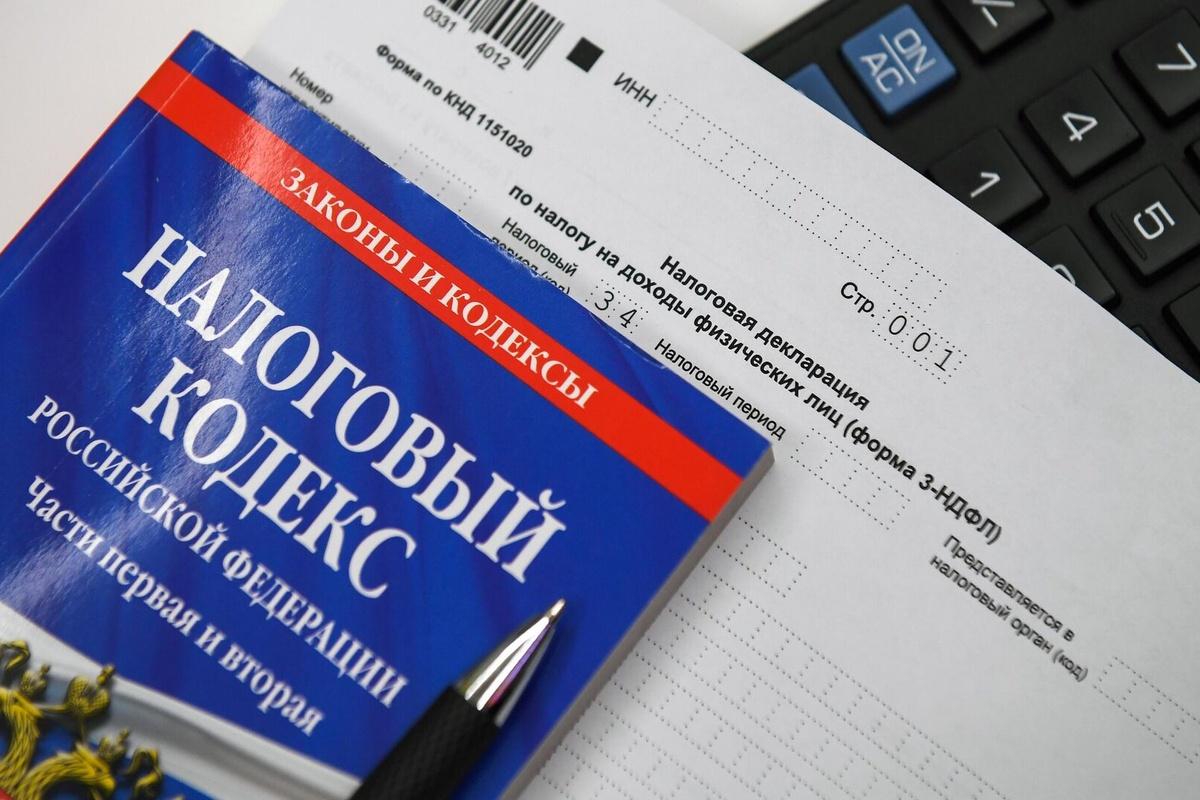 ЗАКОНЫ И КОДЕКСЫ
НАЛОГОВЫЙ
КОДЕКС
РОССИЙСКОЙ ФЕДЕРАЦИИ
Части первая и вторая
0331 4012
ИНН
Стр. 001
Форма по КНД 1151020
Номер
Налоговая декларация
по налогу на доходы физических лиц (форма 3-НДФЛ)
Налоговый
период (код) 34
Налоговый период
Представляется в
налоговый орган (код)
ON
AC
7
4
1
5